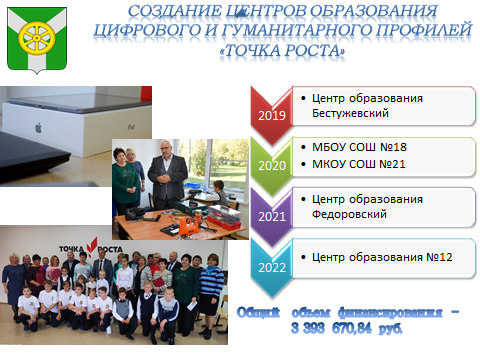 СОЗДАНИЕ ЦЕНТРОВ ОБРАЗОВАНИЯ
ЦИФРОВОГО И ГУМАНИТАРНОГО ПРОФИЛЕЙ
«ТОЧКА РОСТА»
2019
• Центр образования
Бестужевский
2020
• МБОУ СОШ №18
• МКОУ СОШ №21
2021
• Центр образования
Федоровский
2022
• Центр образования №12
ТОЧКА РОСТА
Общий объем финансирования –
3 393 670,84 руб.